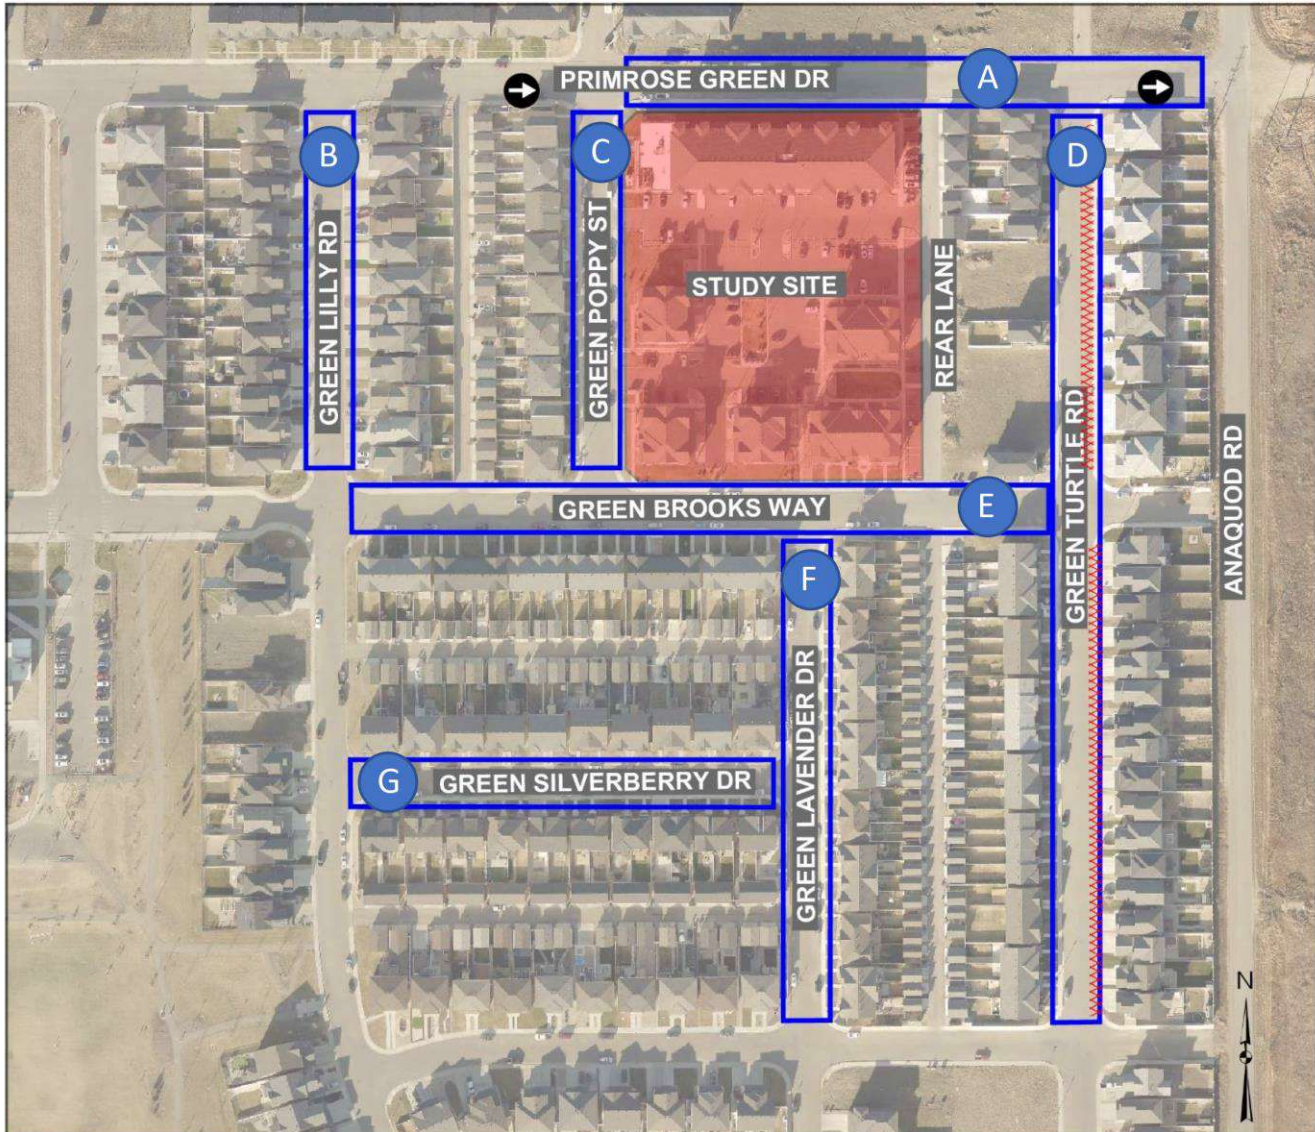 PRIMROSE GREEN DR
A
B
C
D
GREEN LILLY RD
GREEN POPPY ST
STUDY SITE
REAR LANE
GREEN TURTLE RD
ANAQUOD RD
GREEN BROOKS WAY
E
F
GREEN LAVENDER DR
G
GREEN SILVERBERRY DR
N